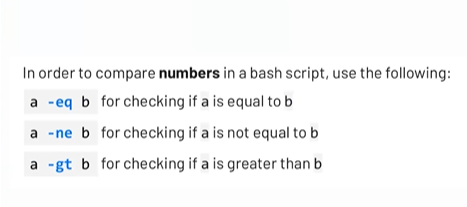 In order to compare numbers in a bash script, use the following:
a -eq b for checking if a is equal to b
a -ne b for checking if a is not equal to b
a -gt b for checking if a is greater than b